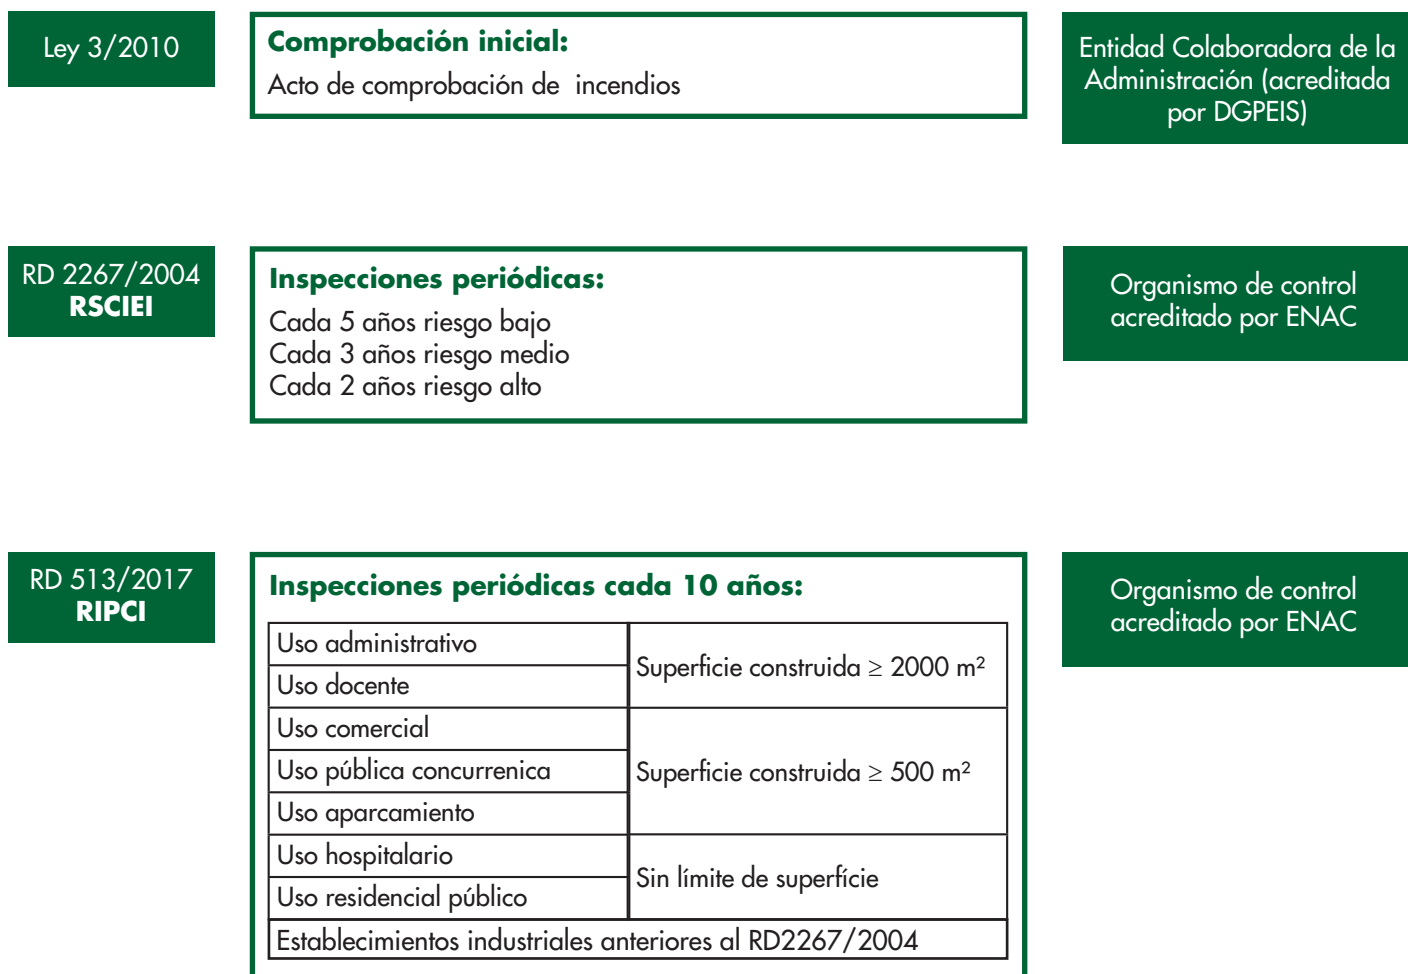 Ley 3/2010
Comprobación inicial:
Acto de comprobación de incendios
Entidad Colaboradora de la
Administración (acreditada
por DGPEIS)
RD 2267/2004
RSCIEI
Inspecciones periódicas:
Cada 5 años riesgo bajo
Cada 3 años riesgo medio
Cada 2 años riesgo alto
Organismo de control
acreditado por ENAC
RD 513/2017
RIPCI
Inspecciones periódicas cada 10 años:
Uso administrativo
Uso docente
Superficie construida ≥ 2000 m²
Uso comercial
Uso pública concurrenica
Uso aparcamiento
Superficie construida ≥ 500 m²
Uso hospitalario
Uso residencial público
Sin límite de superfície
Establecimientos industriales anteriores al RD2267/2004
Organismo de control
acreditado por ENAC